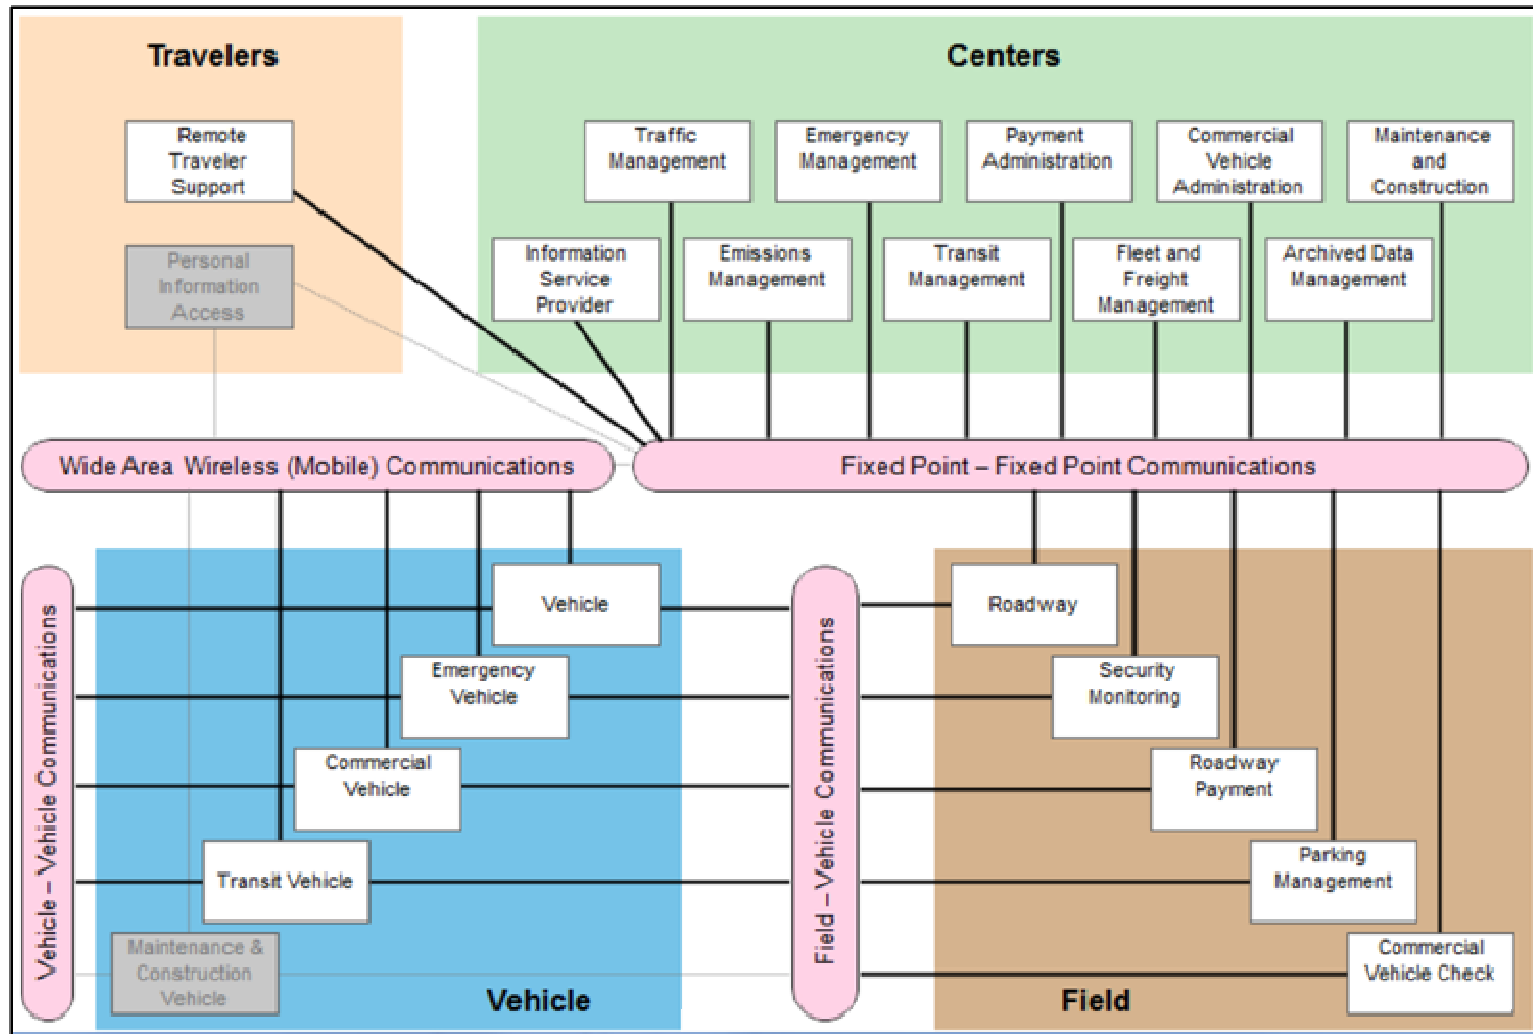 Travelers
Centers
Remote
Traveler
Support
Personal
Information
Access
Traffic
Management
Emergency
Management
Payment
Administration
Commercial
Vehicle
Administration
Maintenance
and
Construction
Information
Service
Provider
Emissions
Management
Transit
Management
Fleet and
Freight
Management
Archived Data
Management
Wide Area Wireless (Mobile) Communications
Fixed Point – Fixed Point Communications
Vehicle – Vehicle Communications
Vehicle
Emergency
Vehicle
Commercial
Vehicle
Transit Vehicle
Maintenance &
Construction
Vehicle
Vehicle
Field – Vehicle Communications
Roadway
Security
Monitoring
Roadway
Payment
Parking
Management
Commercial
Vehicle Check
Field